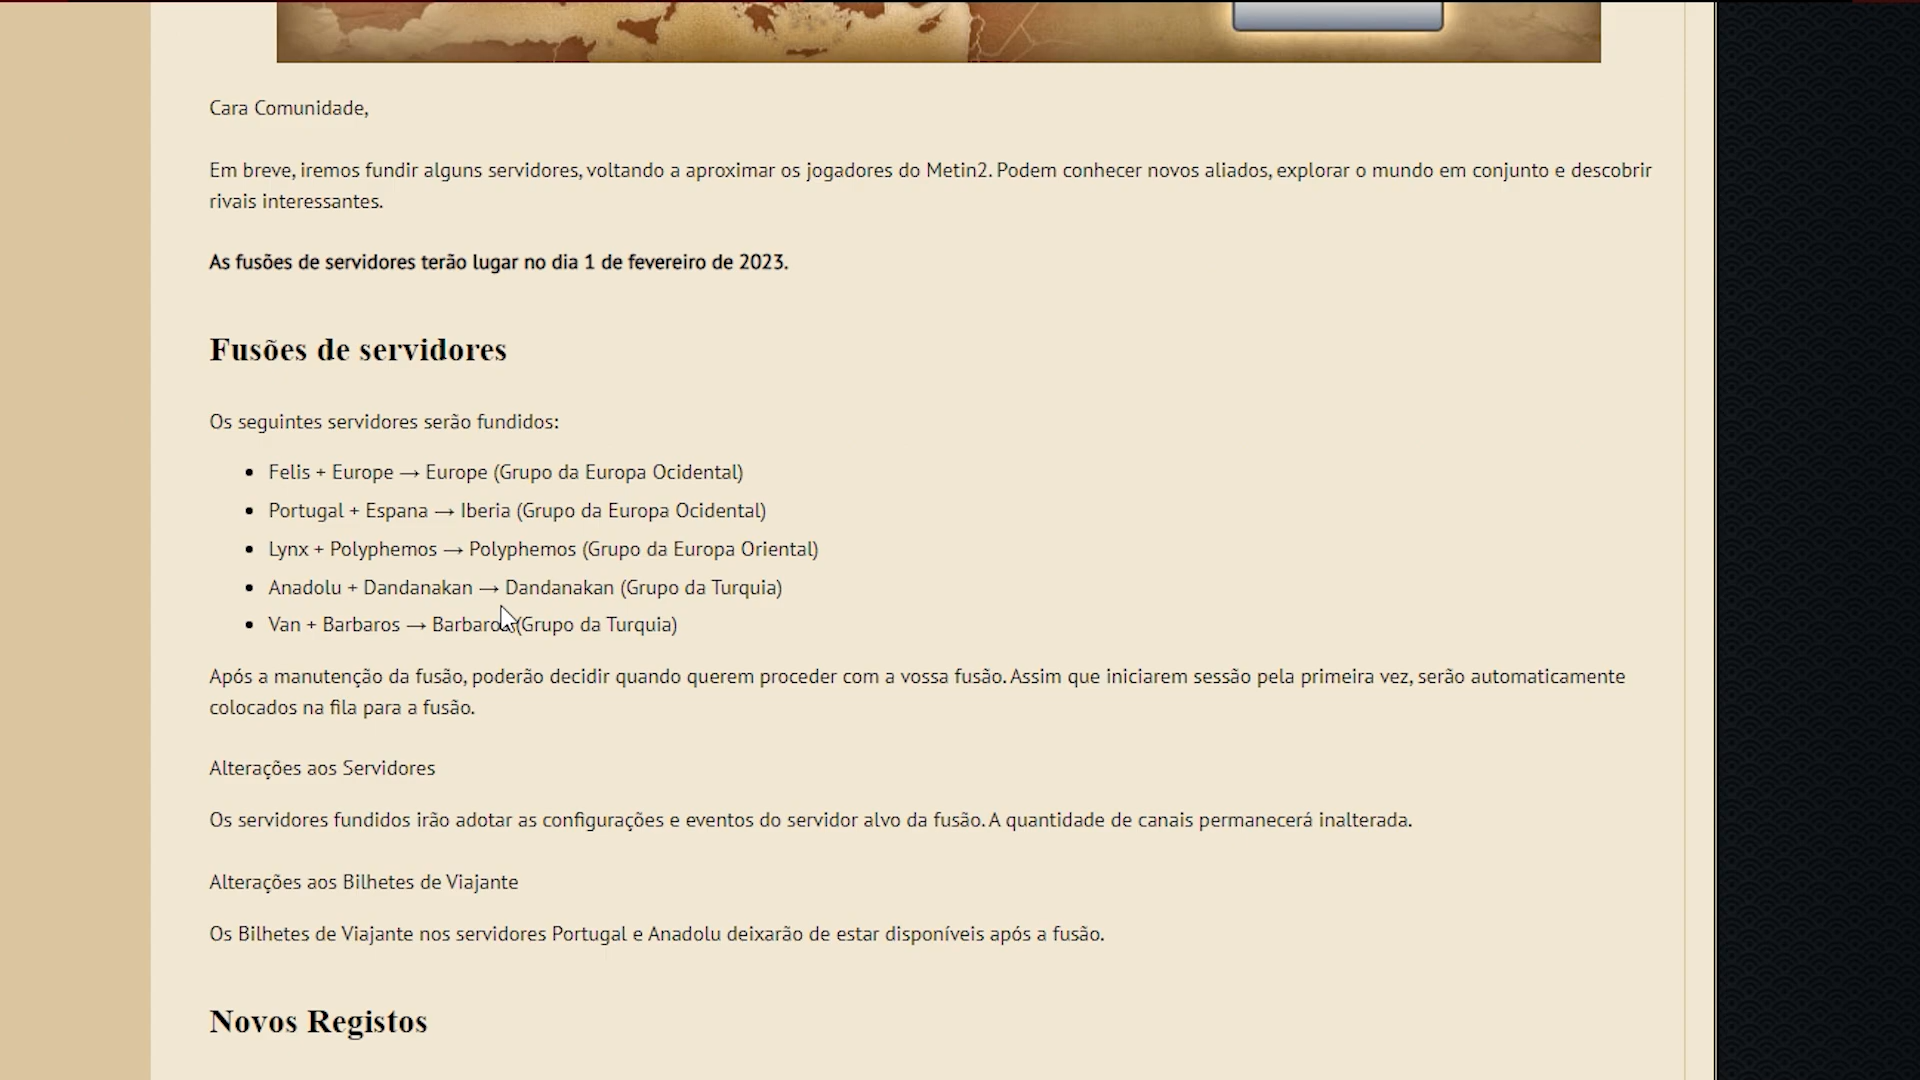 Cara Comunidade,
Em breve, iremos fundir alguns servidores, voltando a aproximar os jogadores do Metin2. Podem conhecer novos aliados, explorar o mundo em conjunto e descobrir
rivais interessantes.
As fusões de servidores terão lugar no dia 1 de fevereiro de 2023.
Fusões de servidores
Os seguintes servidores serão fundidos:
• Felis + Europe → Europe (Grupo da Europa Ocidental)
• Portugal + Espana → Iberia (Grupo da Europa Ocidental)
• Lynx + Polyphemos → Polyphemos (Grupo da Europa Oriental)
• Anadolu + Dandanakan → Dandanakan (Grupo da Turquia)
• Van + Barbaros → Barbaros (Grupo da Turquia)
Após a manutenção da fusão, poderão decidir quando querem proceder com a vossa fusão. Assim que iniciarem sessão pela primeira vez, serão automaticamente
colocados na fila para a fusão.
Alterações aos Servidores
Os servidores fundidos irão adotar as configurações e eventos do servidor alvo da fusão. A quantidade de canais permanecerá inalterada.
Alterações aos Bilhetes de Viajante
Os Bilhetes de Viajante nos servidores Portugal e Anadolu deixarão de estar disponíveis após a fusão.
Novos Registos